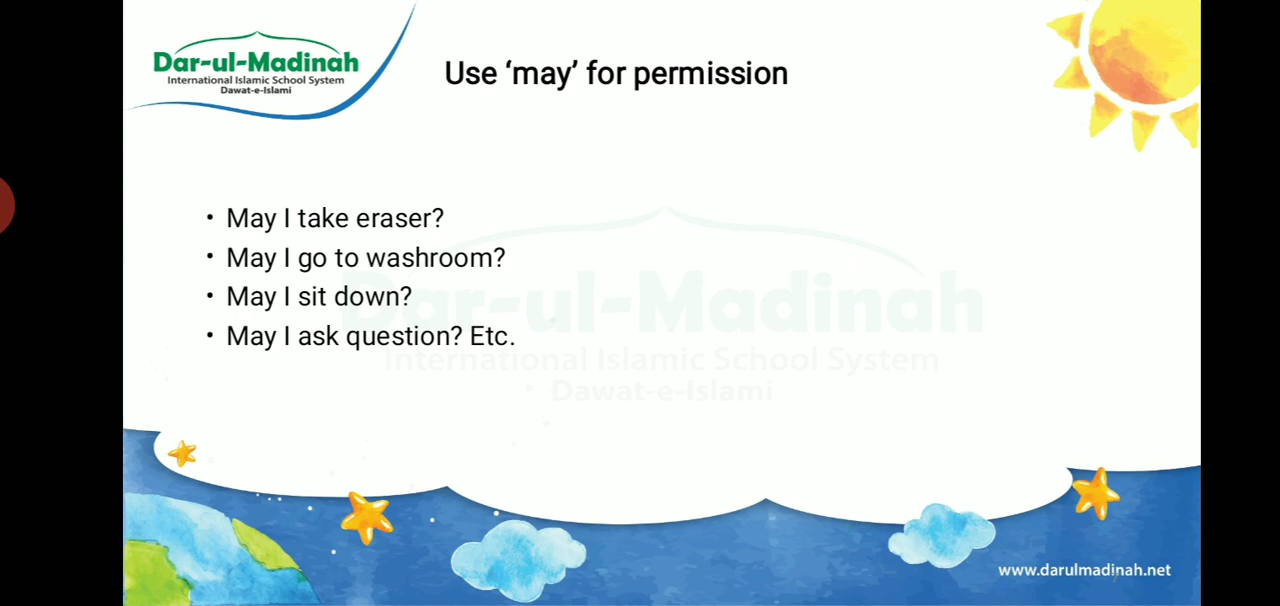 Dar-ul-Madinah
International Islamic School System
Dawat-e-Islami
Use ‘may’ for permission
• May I take eraser?
• May I go to washroom?
• May I sit down?
• May I ask question? Etc.
Dar-ul-Madinah
International Islamic School System
Dawat-e-Islami
www.darulmadinah.net